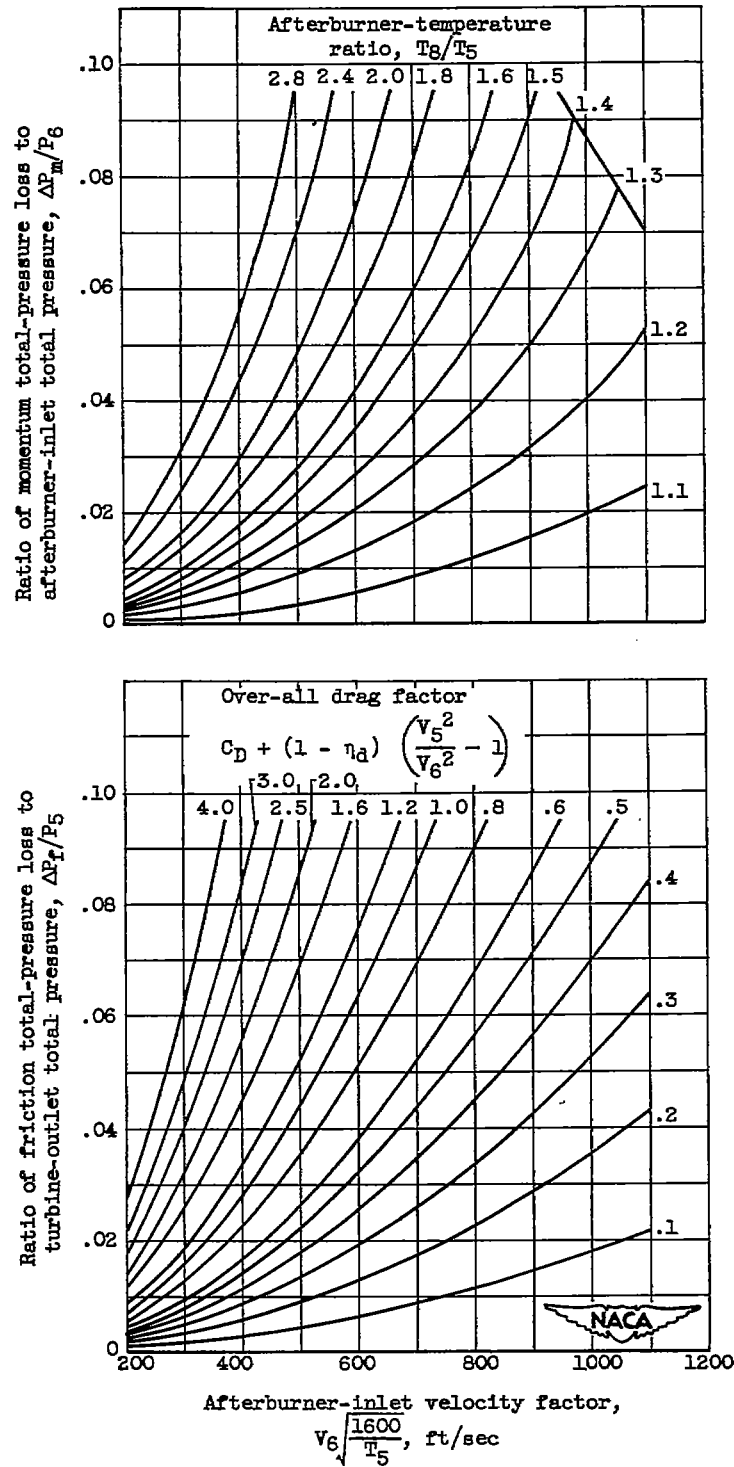 Afterburner-temperature
ratio, T8/T5
2.8 2.4 2.0 1.8 1.6 1.5
1.4
1.3
1.2
1.1
.10
.08
.06
.04
.02
0
Ratio of momentum total-pressure loss to
afterburner-inlet total pressure, ΔPm/P6
Over-all drag factor
CD + (1 - ηd) (V5²/V6² - 1)
3.0 2.0
4.0 2.5 1.6 1.2 1.0 .8 .6 .5
.4
.3
.2
.1
.10
.08
.06
.04
.02
0
Ratio of friction total-pressure loss to
turbine-outlet total pressure, ΔPf/P5
NACA
200 400 600 800 1,000 1200
Afterburner-inlet velocity factor,
V6√(1600/T5), ft/sec